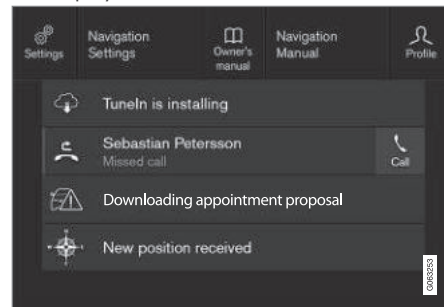 Settings
Navigation
Settings
Owner's
manual
Navigation
Manual
Profile
TuneIn is installing
Sebastian Petersson
Missed call
Call
Downloading appointment proposal
New position received
G063253